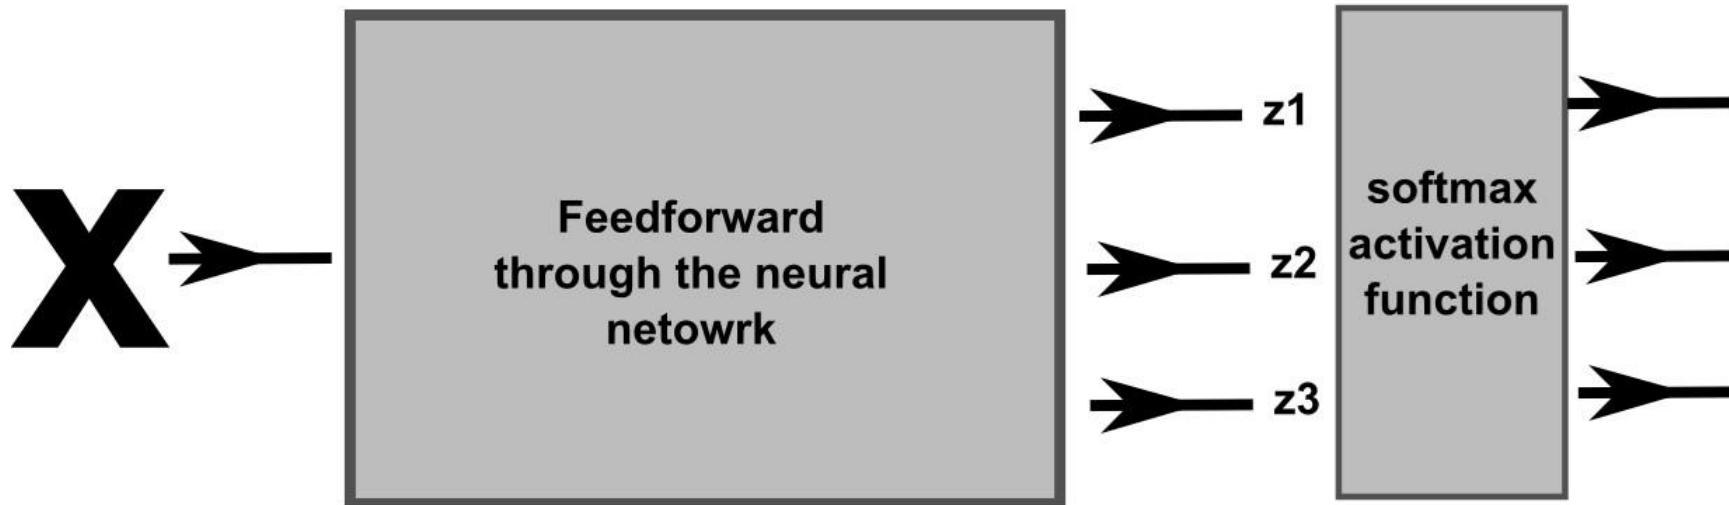 X
Feedforward
through the neural
netowrk
z1
z2
z3
softmax
activation
function